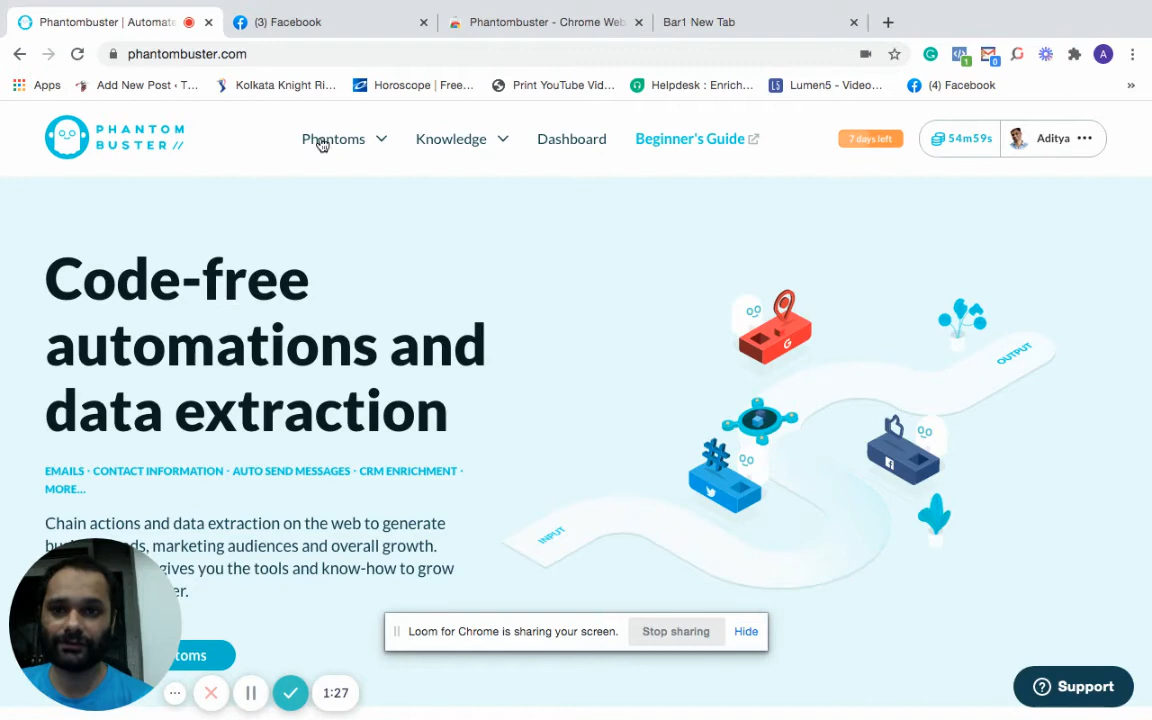 Phantombuster | Automate
(3) Facebook
Phantombuster - Chrome Web
Bar1 New Tab
phantombuster.com
1
0
A
Apps
Add New Post ‹ T...
Kolkata Knight Ri...
Horoscope | Free...
Print YouTube Vid...
Helpdesk : Enrich...
LS
Lumen5 - Video...
(4) Facebook
»
PHANTOM
BUSTER //
Phantoms
Knowledge
Dashboard
Beginner's Guide
7 days left
54m59s
Aditya
Code-free
automations and
data extraction
EMAILS · CONTACT INFORMATION · AUTO SEND MESSAGES · CRM ENRICHMENT ·
MORE...
Chain actions and data extraction on the web to generate
marketing audiences and overall growth.
gives you the tools and know-how to grow
INPUT
OUTPUT
G
Loom for Chrome is sharing your screen.
Stop sharing
Hide
1:27
Support